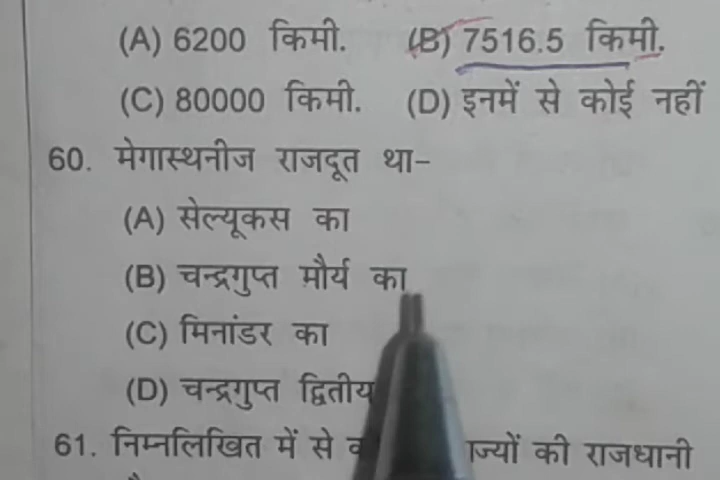 (A) 6200 किमी. (B) 7516.5 किमी.
(C) 80000 किमी. (D) इनमें से कोई नहीं
60. मेगास्थनीज राजदूत था-
(A) सेल्यूकस का
(B) चन्द्रगुप्त मौर्य का
(C) मिनांडर का
(D) चन्द्रगुप्त द्वितीय
61. निम्नलिखित में से की राजधानी